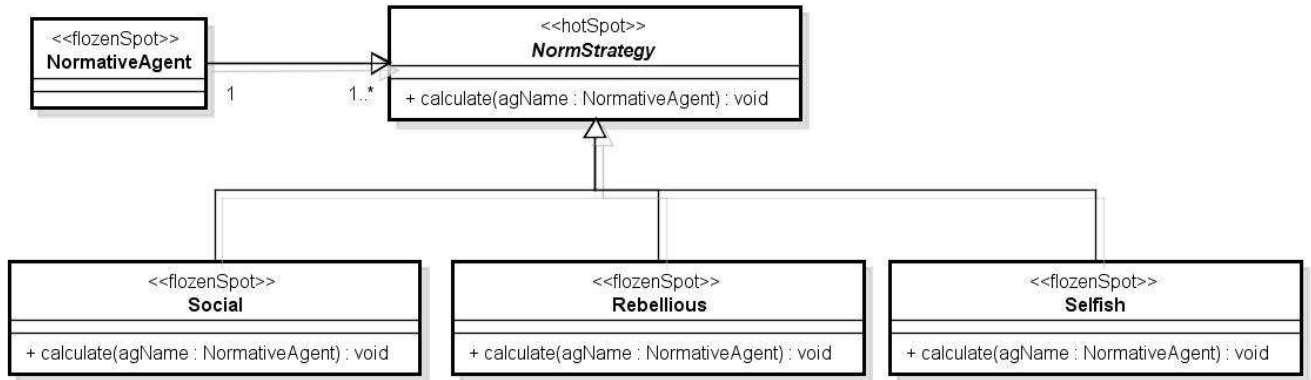 <<flozenSpot>>
NormativeAgent
1
1..*
<<hotSpot>>
NormStrategy
+ calculate(agName : NormativeAgent) : void
<<flozenSpot>>
Social
+ calculate(agName : NormativeAgent) : void
<<flozenSpot>>
Rebellious
+ calculate(agName : NormativeAgent) : void
<<flozenSpot>>
Selfish
+ calculate(agName : NormativeAgent) : void